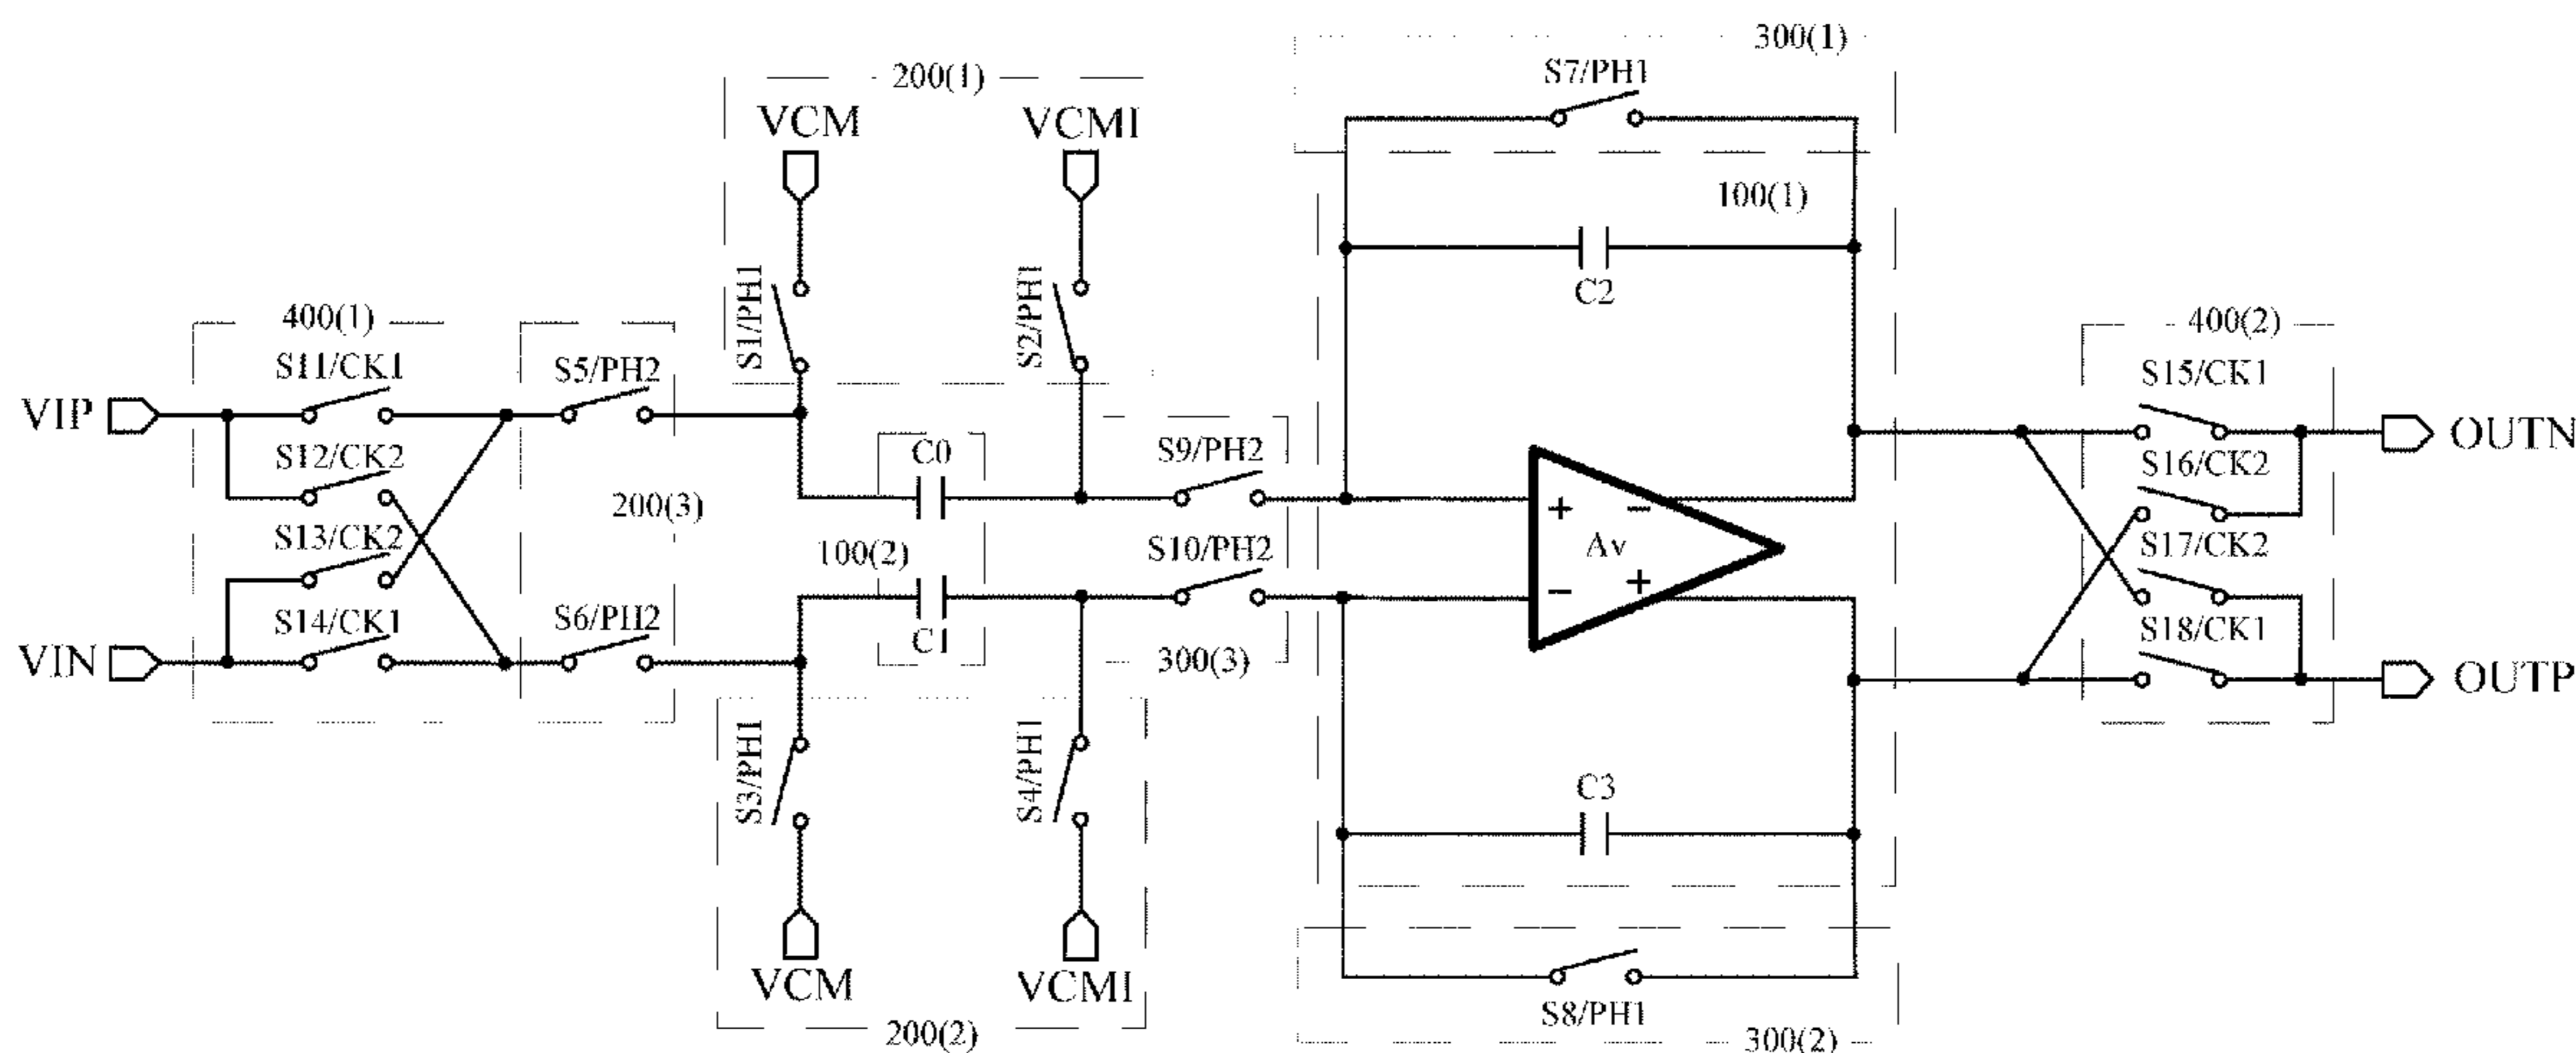 300(1)
S7/PH1
200(1)
VCM
VCMI
100(1)
S1/PH1
S2/PH1
C2
400(1)
400(2)
S11/CK1
S5/PH2
S15/CK1
VIP
OUTN
S12/CK2
C0
S9/PH2
S16/CK2
200(3)
+
−
S13/CK2
100(2)
S10/PH2
Av
S17/CK2
−
+
S14/CK1
S6/PH2
C1
S18/CK1
VIN
300(3)
OUTP
S3/PH1
S4/PH1
C3
VCM
VCMI
S8/PH1
200(2)
300(2)